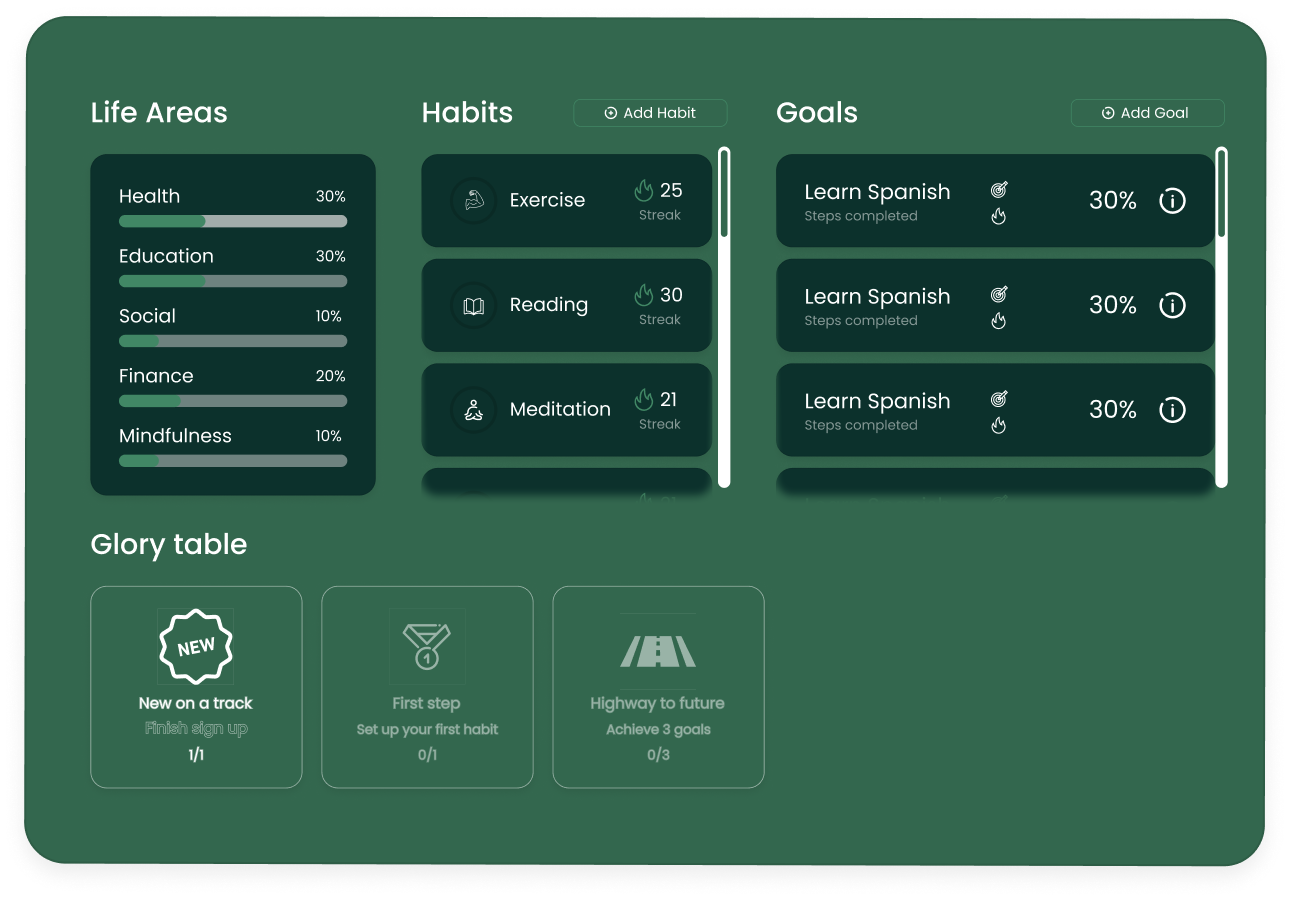 Life Areas
Health 30%
Education 30%
Social 10%
Finance 20%
Mindfulness 10%
Habits
Add Habit
Exercise
25
Streak
Reading
30
Streak
Meditation
21
Streak
Goals
Add Goal
Learn Spanish
Steps completed
30%
Learn Spanish
Steps completed
30%
Learn Spanish
Steps completed
30%
Glory table
NEW
New on a track
Finish sign up
1/1
1
First step
Set up your first habit
0/1
Highway to future
Achieve 3 goals
0/3